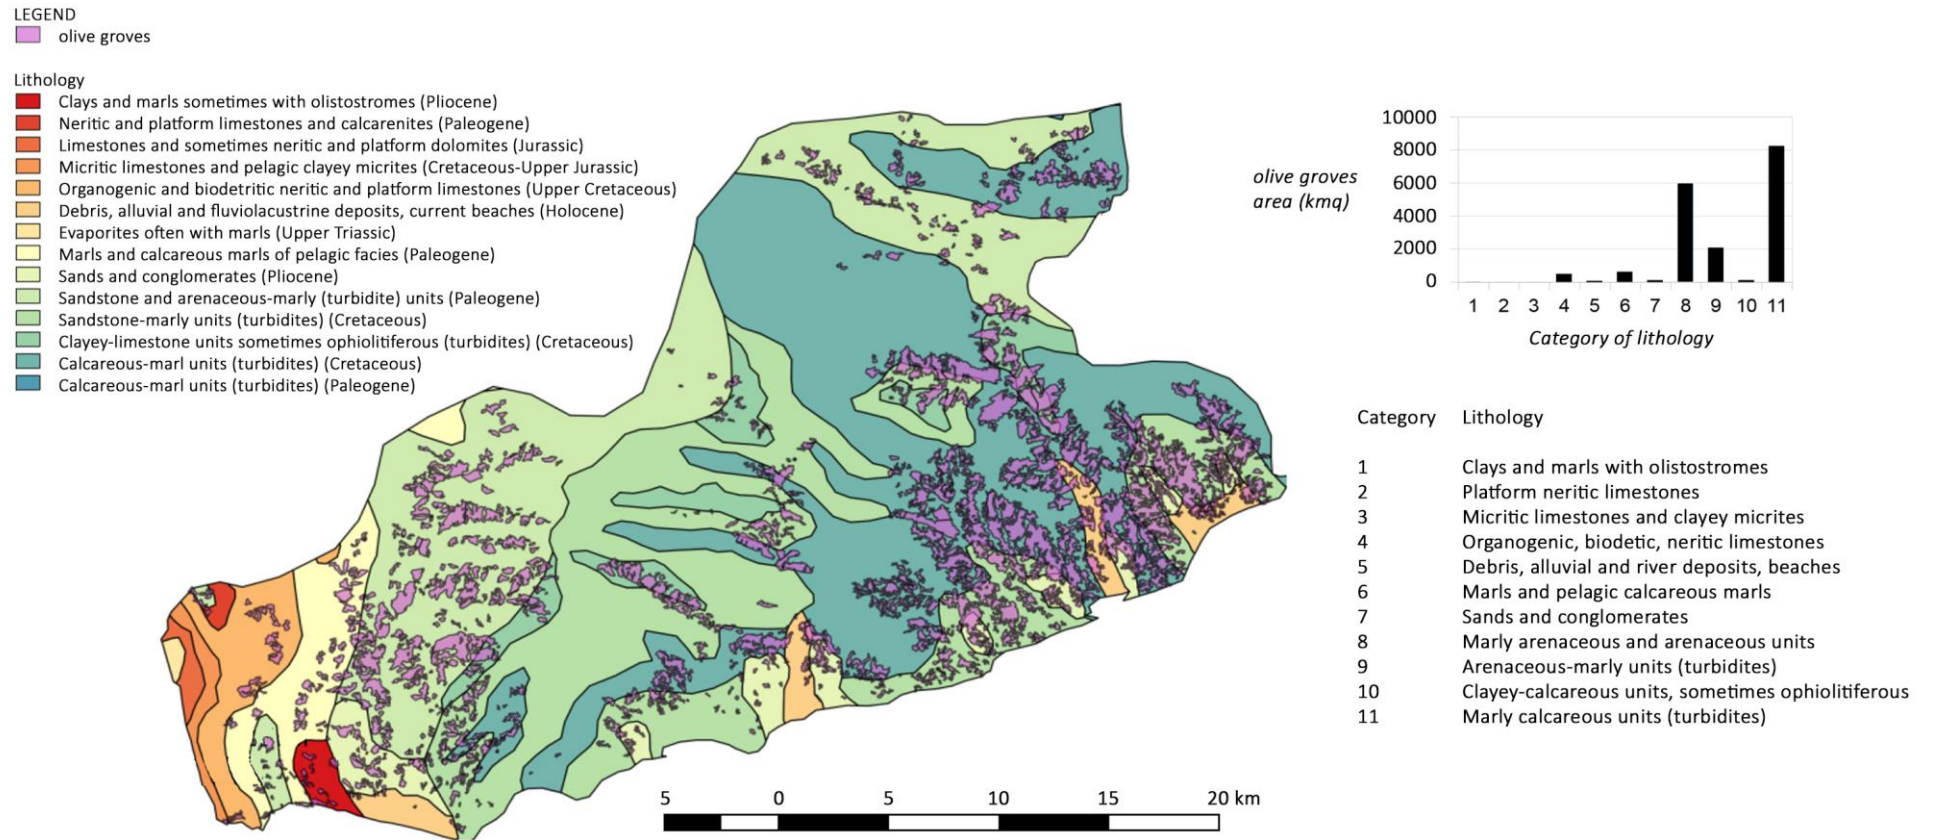 LEGEND
olive groves
Lithology
Clays and marls sometimes with olistostromes (Pliocene)
Neritic and platform limestones and calcarenites (Paleogene)
Limestones and sometimes neritic and platform dolomites (Jurassic)
Micritic limestones and pelagic clayey micrites (Cretaceous-Upper Jurassic)
Organogenic and biodetritic neritic and platform limestones (Upper Cretaceous)
Debris, alluvial and fluviolacustrine deposits, current beaches (Holocene)
Evaporites often with marls (Upper Triassic)
Marls and calcareous marls of pelagic facies (Paleogene)
Sands and conglomerates (Pliocene)
Sandstone and arenaceous-marly (turbidite) units (Paleogene)
Sandstone-marly units (turbidites) (Cretaceous)
Clayey-limestone units sometimes ophiolitiferous (turbidites) (Cretaceous)
Calcareous-marl units (turbidites) (Cretaceous)
Calcareous-marl units (turbidites) (Paleogene)
5 0 5 10 15 20 km
olive groves
area (kmq)
10000
8000
6000
4000
2000
0
1 2 3 4 5 6 7 8 9 10 11
Category of lithology
Category Lithology
1 Clays and marls with olistostromes
2 Platform neritic limestones
3 Micritic limestones and clayey micrites
4 Organogenic, biodetic, neritic limestones
5 Debris, alluvial and river deposits, beaches
6 Marls and pelagic calcareous marls
7 Sands and conglomerates
8 Marly arenaceous and arenaceous units
9 Arenaceous-marly units (turbidites)
10 Clayey-calcareous units, sometimes ophiolitiferous
11 Marly calcareous units (turbidites)